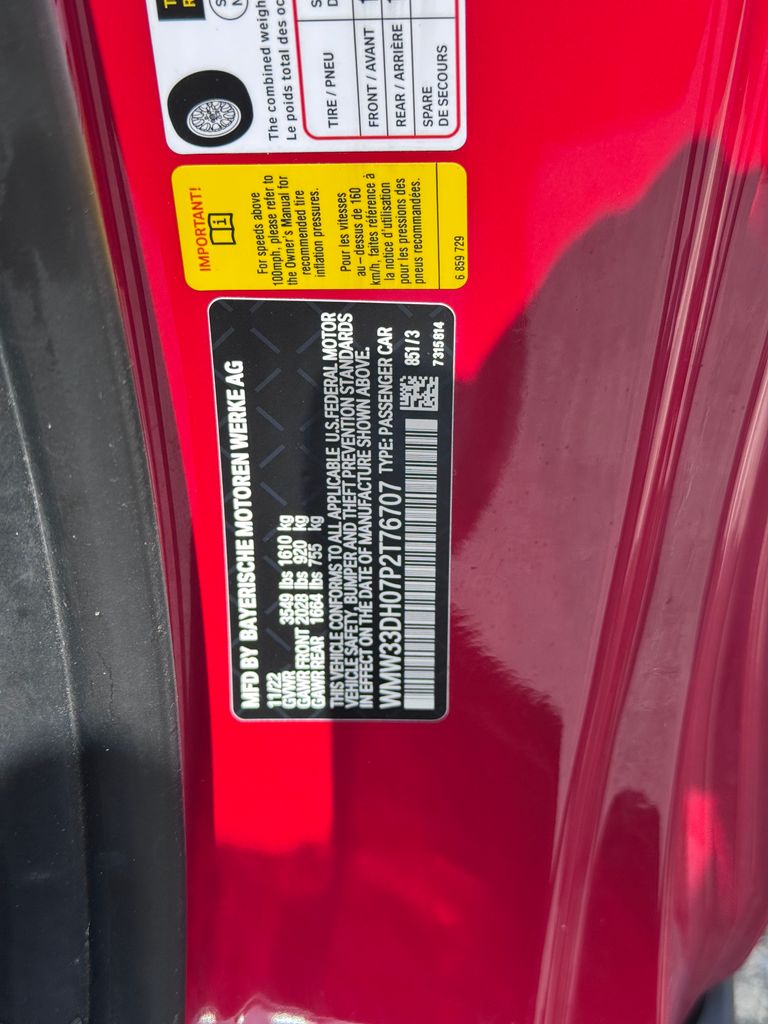 The combined weigh
Le poids total des oc
TIRE / PNEU
FRONT / AVANT
REAR / ARRIÈRE
SPARE
DE SECOURS
IMPORTANT!
For speeds above
100mph, please refer to
the Owner's Manual for
recommended tire
inflation pressures.
Pour les vitesses
au – dessus de 160
km/h, faites référence à
la notice d'utilisation
pour les pressions des
pneus recommandées.
6 859 729
MFD BY BAYERISCHE MOTOREN WERKE AG
11/22
GVWR 3549 lbs 1610 kg
GAWR FRONT 2028 lbs 920 kg
GAWR REAR 1664 lbs 755 kg
THIS VEHICLE CONFORMS TO ALL APPLICABLE U.S.FEDERAL MOTOR
VEHICLE SAFETY, BUMPER AND THEFT PREVENTION STANDARDS
IN EFFECT ON THE DATE OF MANUFACTURE SHOWN ABOVE.
WMW33DH07P2T76707 TYPE: PASSENGER CAR
851/3
7315814